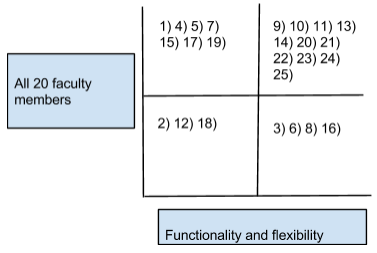 1) 4) 5) 7)
15) 17) 19)
9) 10) 11) 13)
14) 20) 21)
22) 23) 24)
25)
All 20 faculty
members
2) 12) 18)
3) 6) 8) 16)
Functionality and flexibility